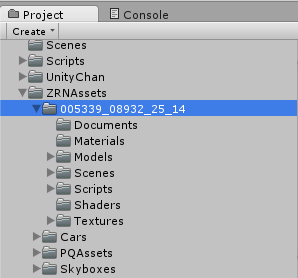 Project Console
Create
Scenes
Scripts
UnityChan
ZRNAssets
005339_08932_25_14
Documents
Materials
Models
Scenes
Scripts
Shaders
Textures
Cars
PQAssets
Skyboxes